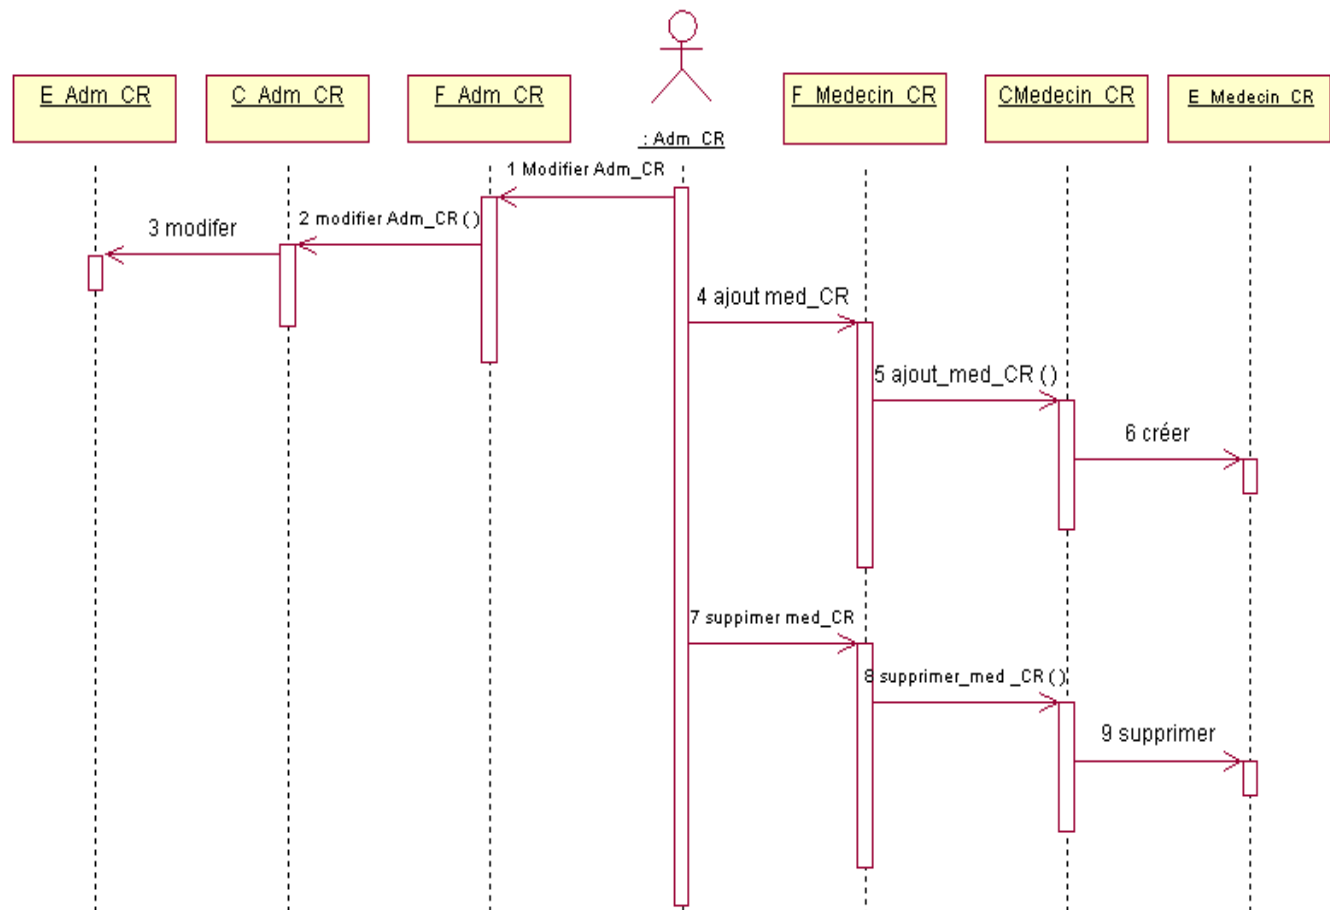 E_Adm_CR
C_Adm_CR
F_Adm_CR
: Adm_CR
F_Medecin_CR
CMedecin_CR
E_Medecin_CR
1 Modifier Adm_CR
2 modifier Adm_CR ( )
3 modifer
4 ajout med_CR
5 ajout_med_CR ( )
6 créer
7 suppimer med_CR
8 supprimer_med _CR ( )
9 supprimer